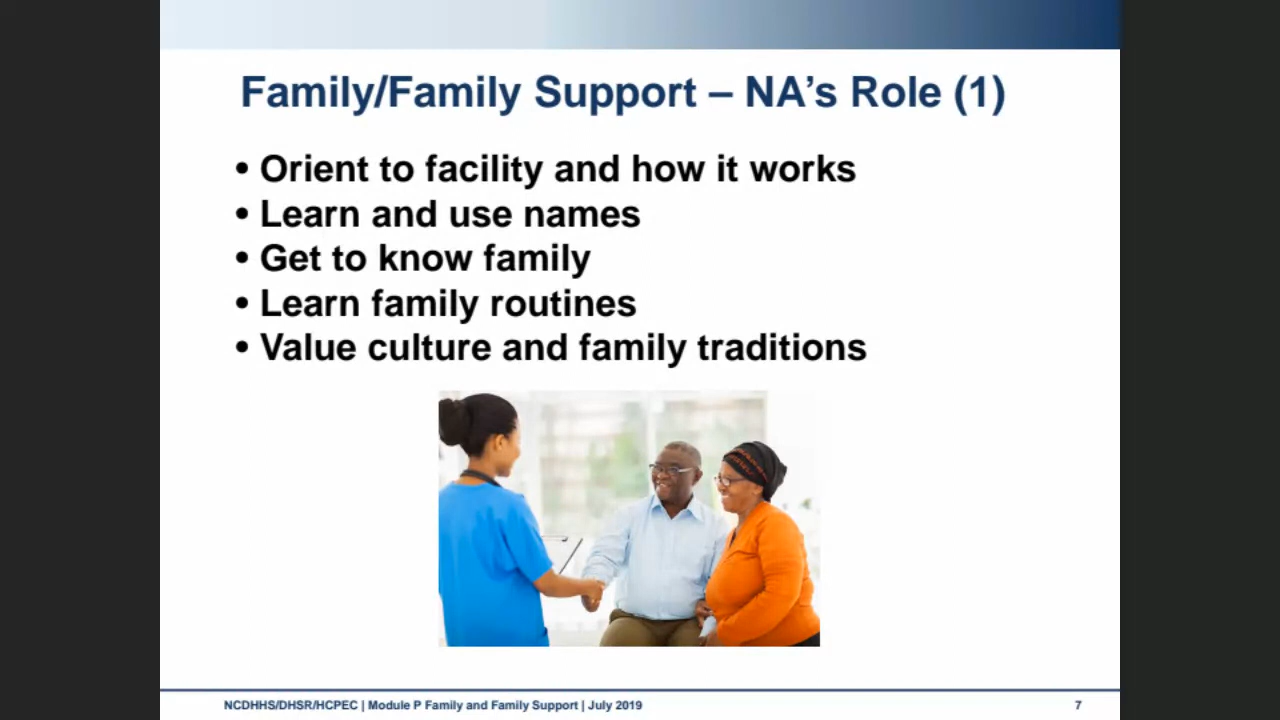 Family/Family Support – NA’s Role (1)
• Orient to facility and how it works
• Learn and use names
• Get to know family
• Learn family routines
• Value culture and family traditions
NCDHHS/DHSR/HCPEC | Module P Family and Family Support | July 2019
7